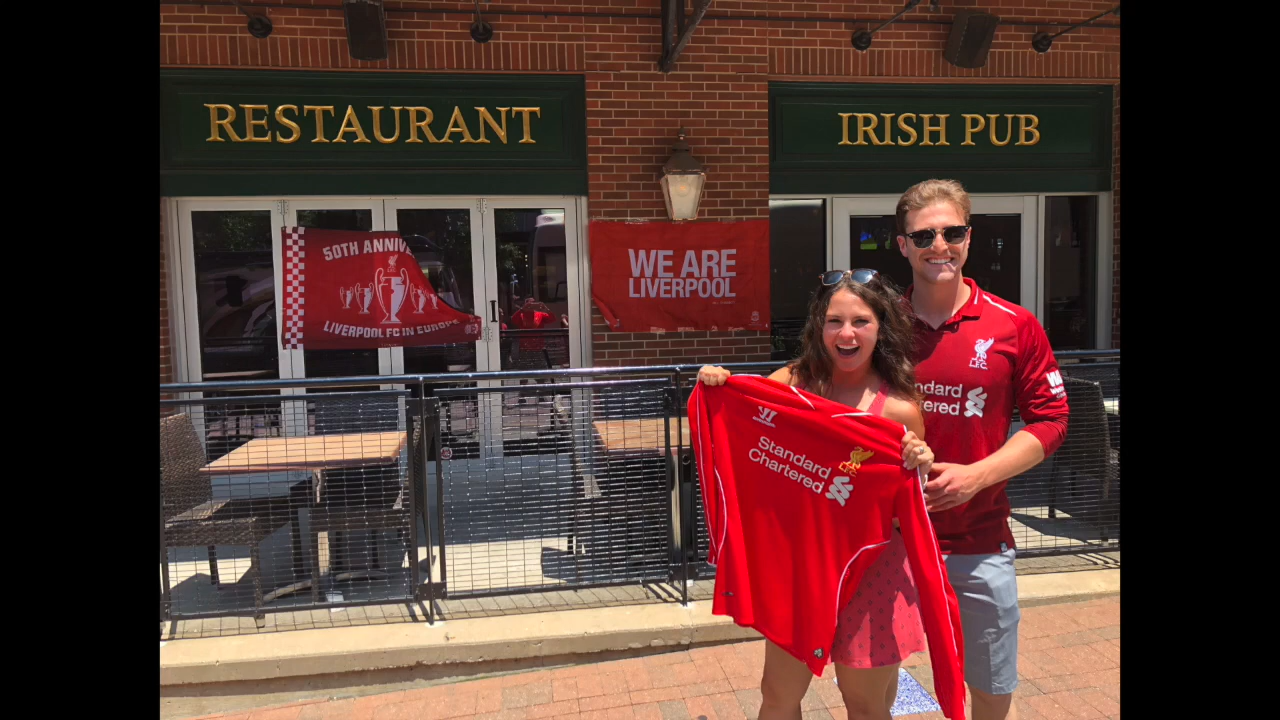 RESTAURANT
IRISH PUB
50TH ANNIV
LIVERPOOL FC IN EUROPE
WE ARE
LIVERPOOL
L.F.C.
ndard
ered
Standard
Chartered
L.F.C.